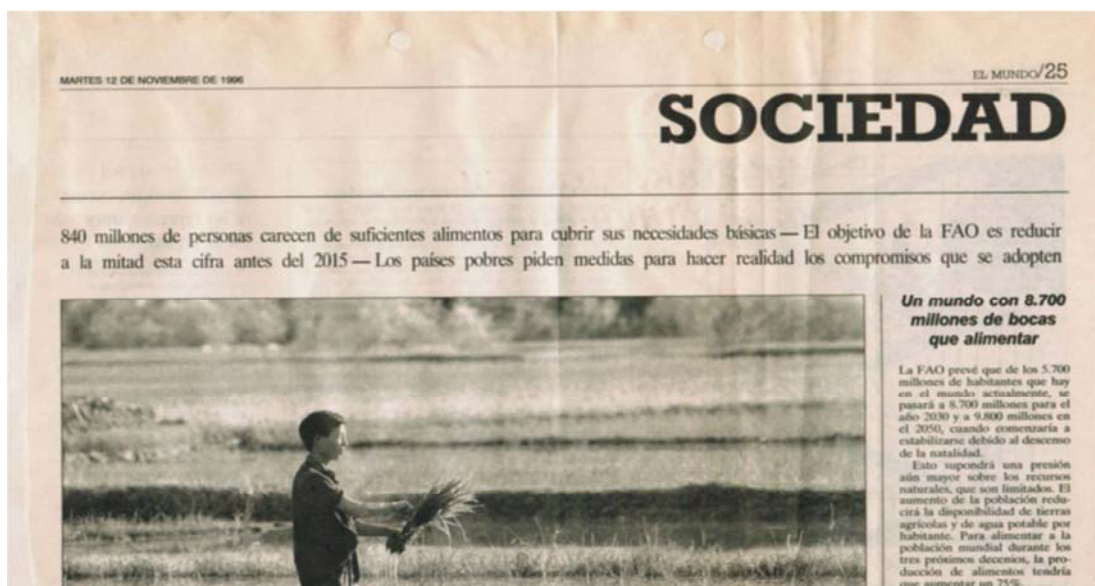 MARTES 12 DE NOVIEMBRE DE 1996
EL MUNDO/25
SOCIEDAD
840 millones de personas carecen de suficientes alimentos para cubrir sus necesidades básicas — El objetivo de la FAO es reducir
a la mitad esta cifra antes del 2015 — Los países pobres piden medidas para hacer realidad los compromisos que se adopten
Un mundo con 8.700
millones de bocas
que alimentar
La FAO prevé que de los 5.700
millones de habitantes que hay
en el mundo actualmente, se
pasará a 8.700 millones para el
año 2030 y a 9.800 millones en
el 2050, cuando comenzaría a
estabilizarse debido al descenso
de la natalidad.
Esto supondrá una presión
aún mayor sobre los recursos
naturales, que son limitados. El
aumento de la población redu-
cirá la disponibilidad de tierras
agrícolas y de agua potable por
habitante. Para alimentar a la
población mundial durante los
tres próximos decenios, la pro-
ducción de alimentos tendría
que aumentar un 75%